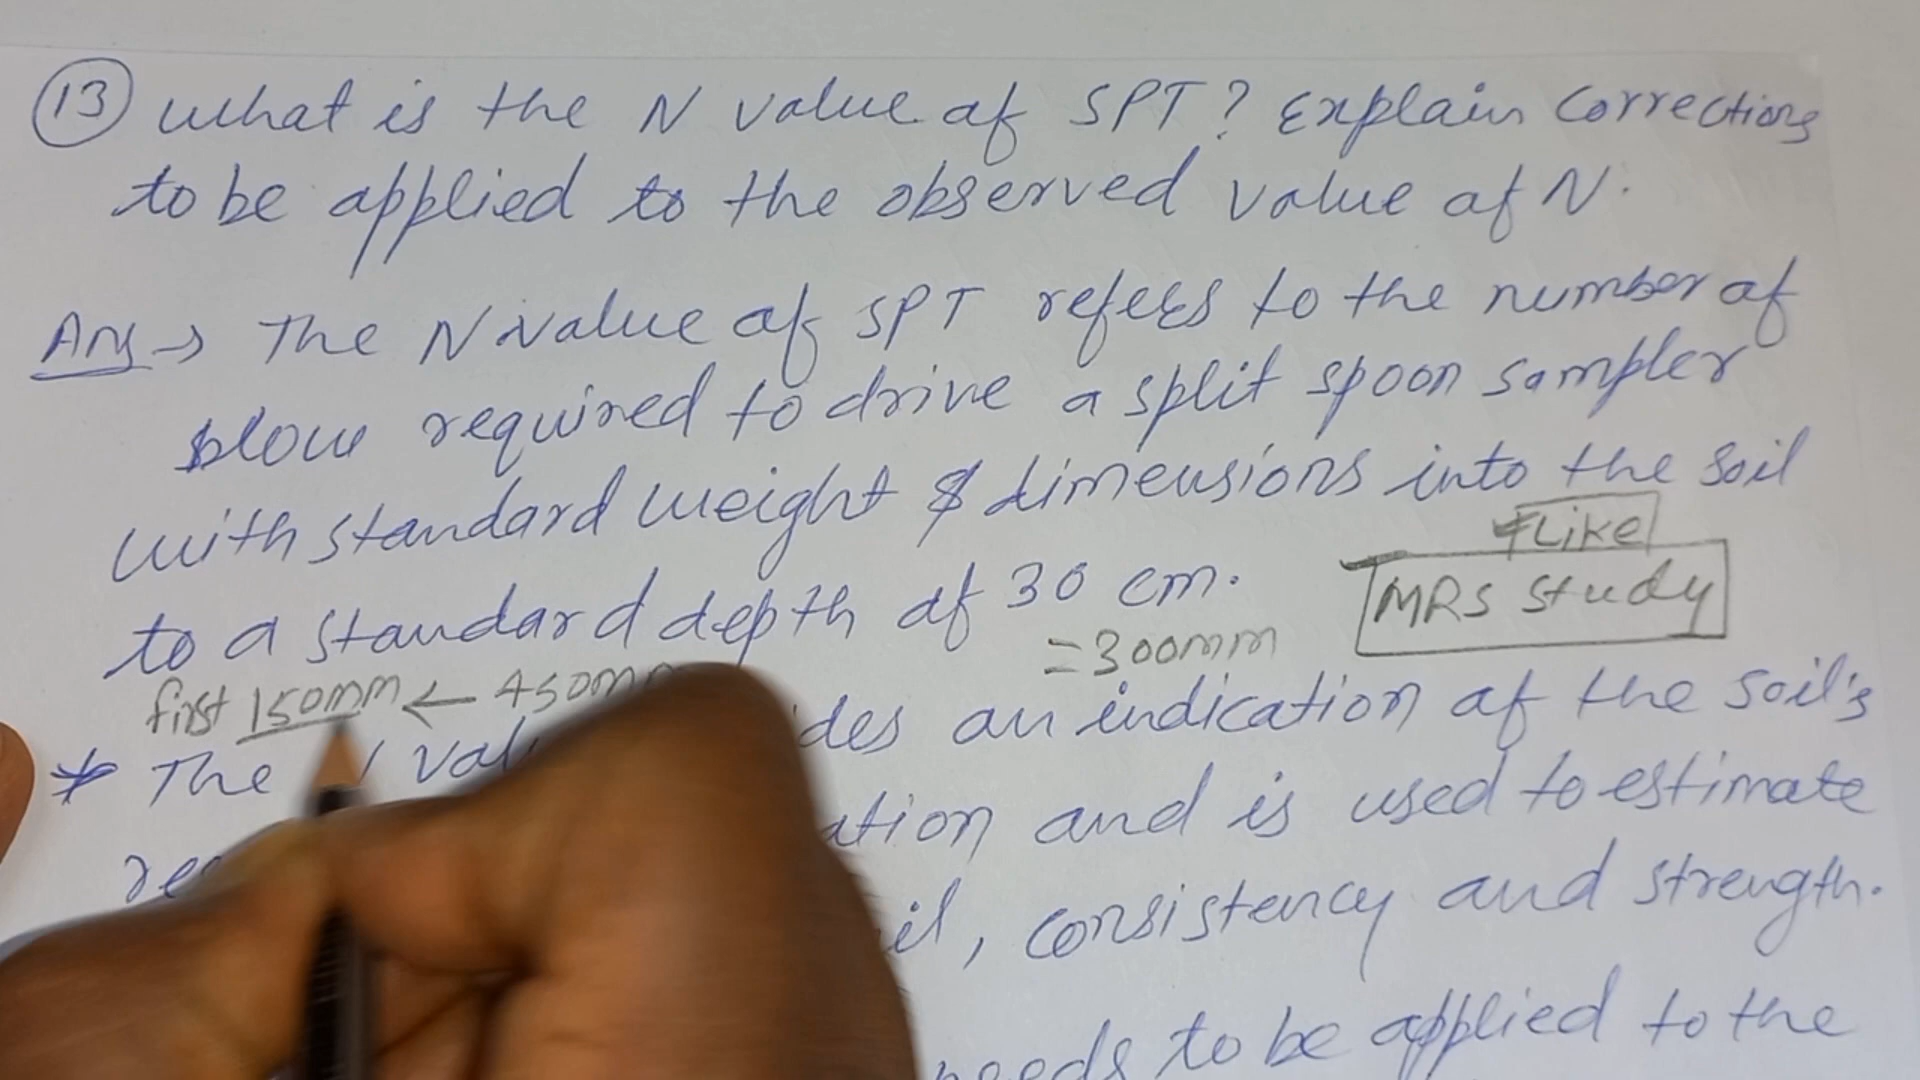 13 What is the N value of SPT? Explain Corrections
to be applied to the observed value of N.
Ans → The N value of SPT refers to the number of
blow required to drive a split spoon sampler
with standard weight & dimensions into the soil
Like
to a standard depth of 30 cm.
MRS Study
= 300mm
first 150mm ← 450m
* The val des an indication of the soil's
re ation and is used to estimate
il, consistency and strength.
needs to be applied to the